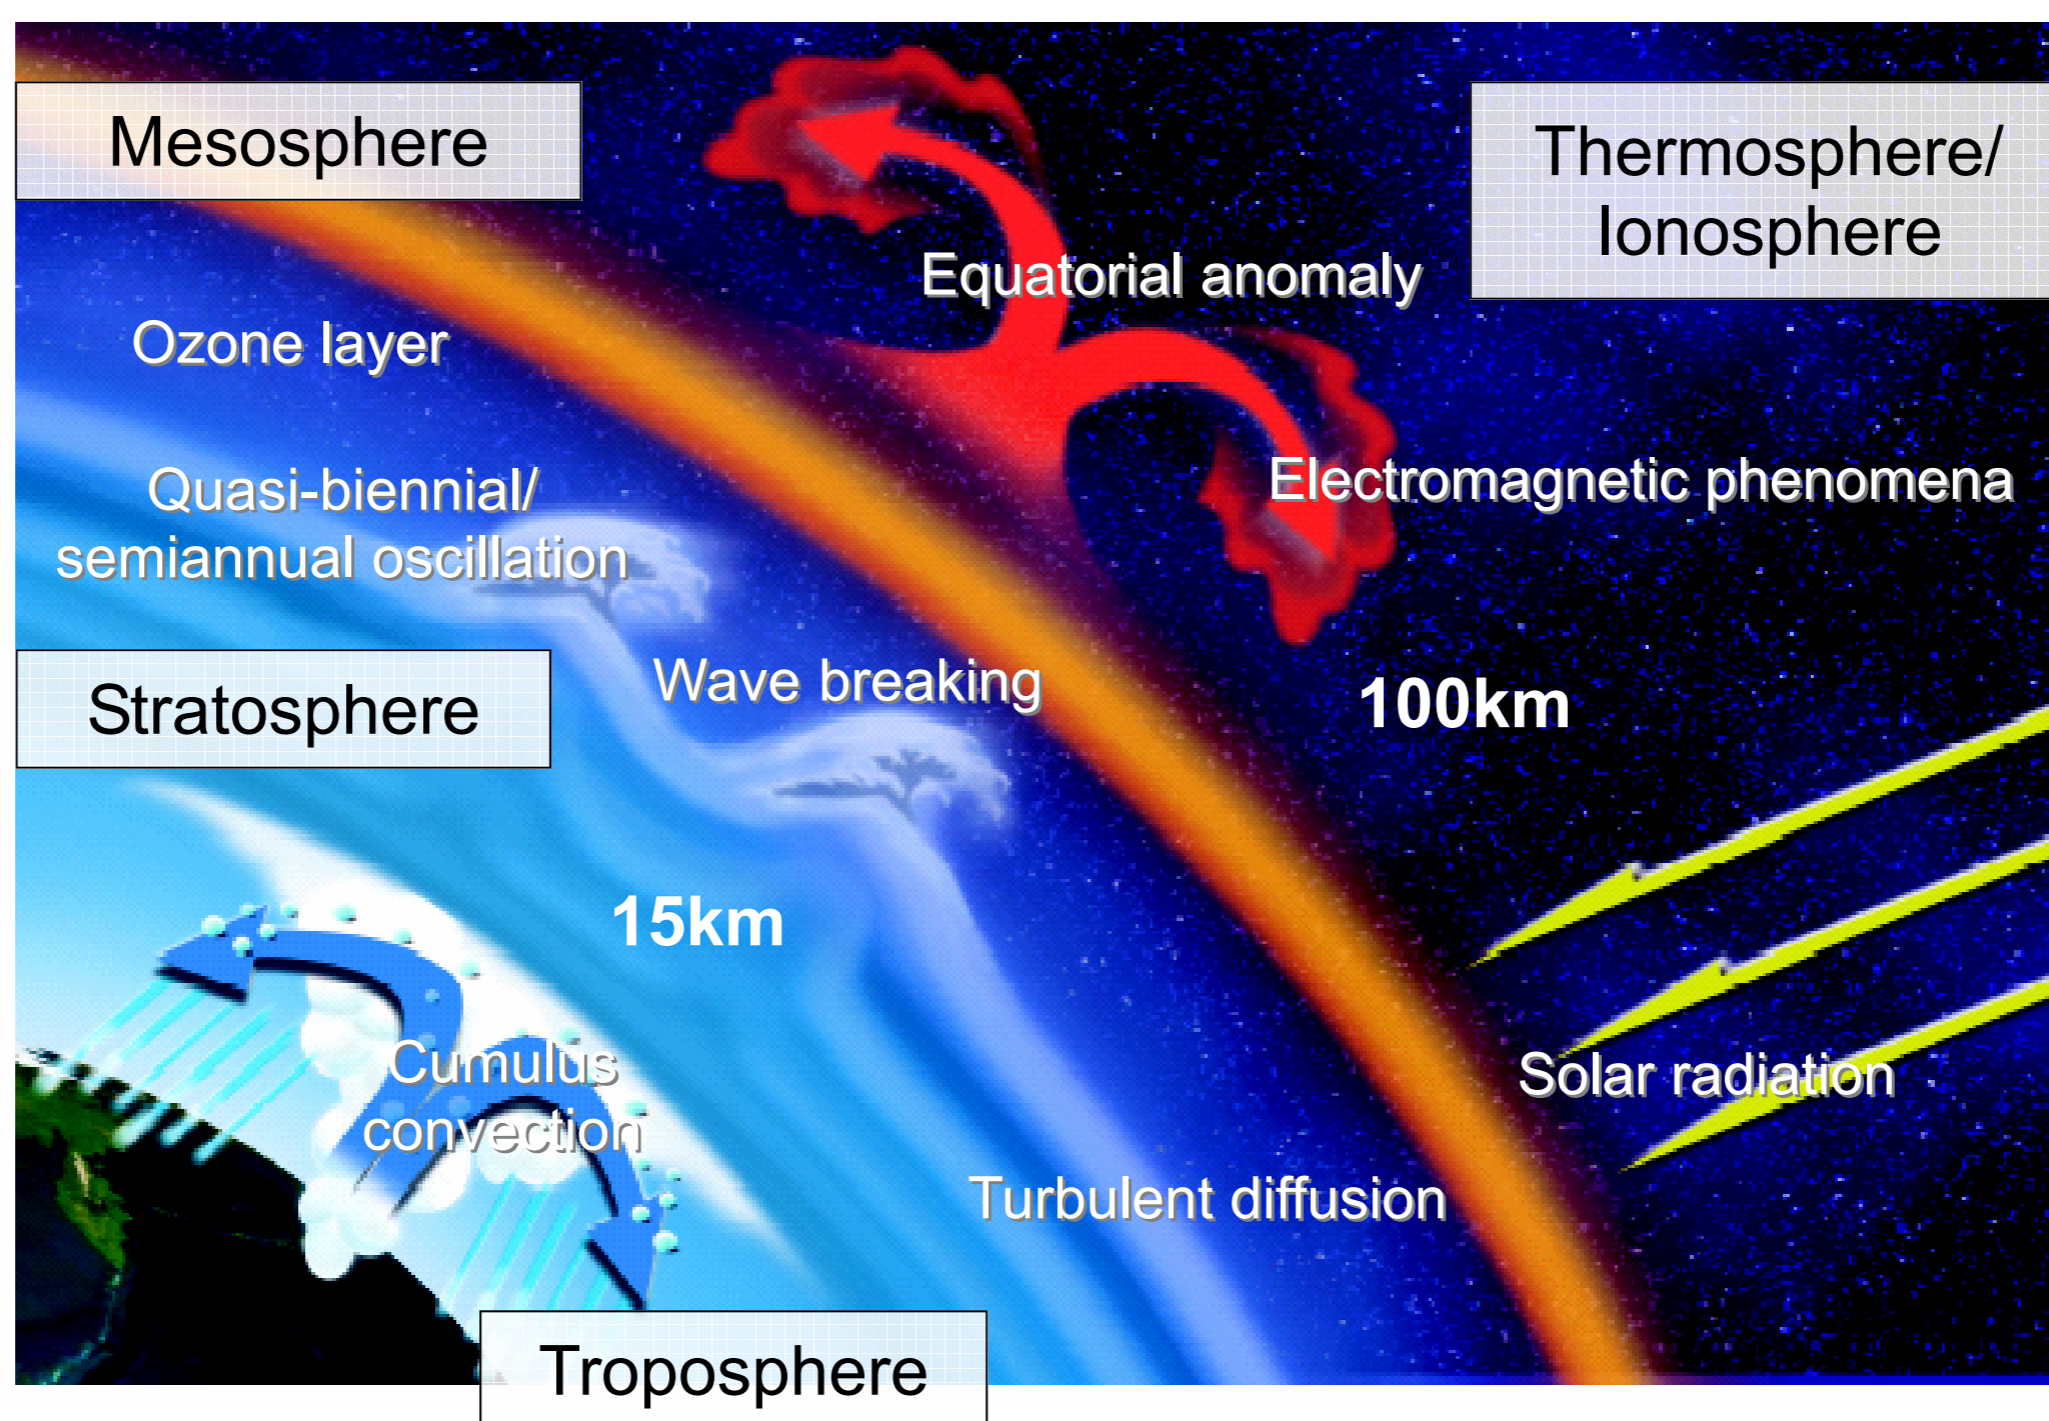 Mesosphere
Thermosphere/
Ionosphere
Equatorial anomaly
Ozone layer
Electromagnetic phenomena
Quasi-biennial/
semiannual oscillation
Wave breaking
100km
Stratosphere
15km
Cumulus
convection
Solar radiation
Turbulent diffusion
Troposphere